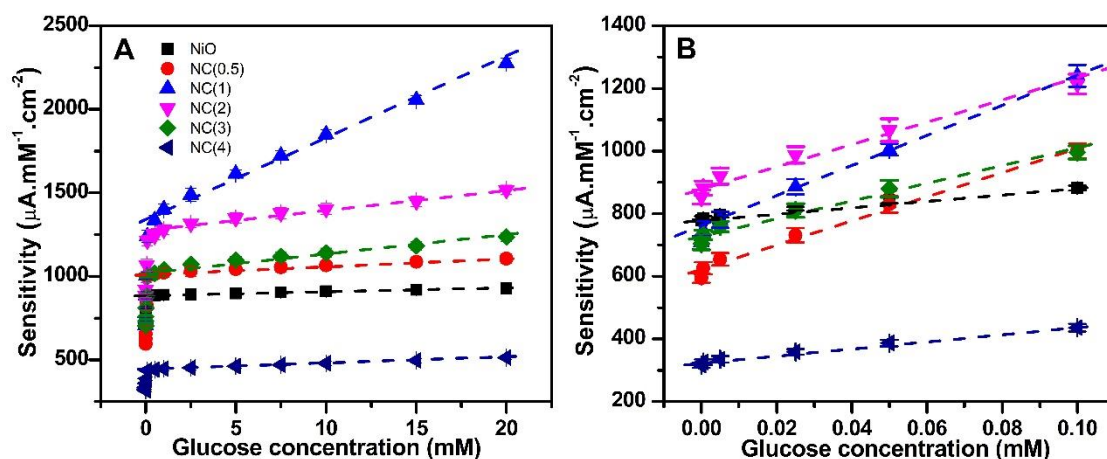 A
NiO
NC(0.5)
NC(1)
NC(2)
NC(3)
NC(4)
Sensitivity (µA.mM⁻¹.cm⁻²)
2500
2000
1500
1000
500
0 5 10 15 20
Glucose concentration (mM)
B
Sensitivity (µA.mM⁻¹.cm⁻²)
1400
1200
1000
800
600
400
200
0.00 0.02 0.04 0.06 0.08 0.10
Glucose concentration (mM)